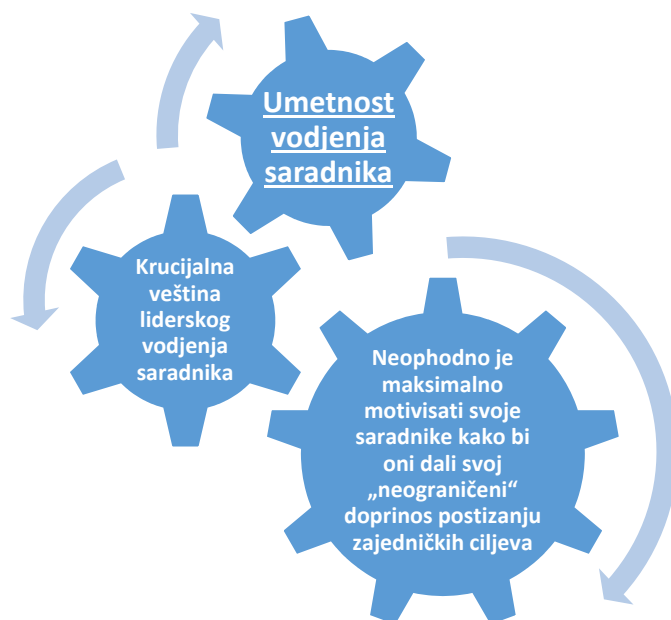 Umetnost
vodjenja
saradnika
Krucijalna
veština
liderskog
vodjenja
saradnika
Neophodno je
maksimalno
motivisati svoje
saradnike kako bi
oni dali svoj
„neograničeni“
doprinos postizanju
zajedničkih ciljeva